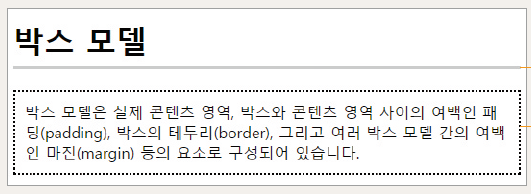 박스 모델
박스 모델은 실제 콘텐츠 영역, 박스와 콘텐츠 영역 사이의 여백인 패
딩(padding), 박스의 테두리(border), 그리고 여러 박스 모델 간의 여백
인 마진(margin) 등의 요소로 구성되어 있습니다.